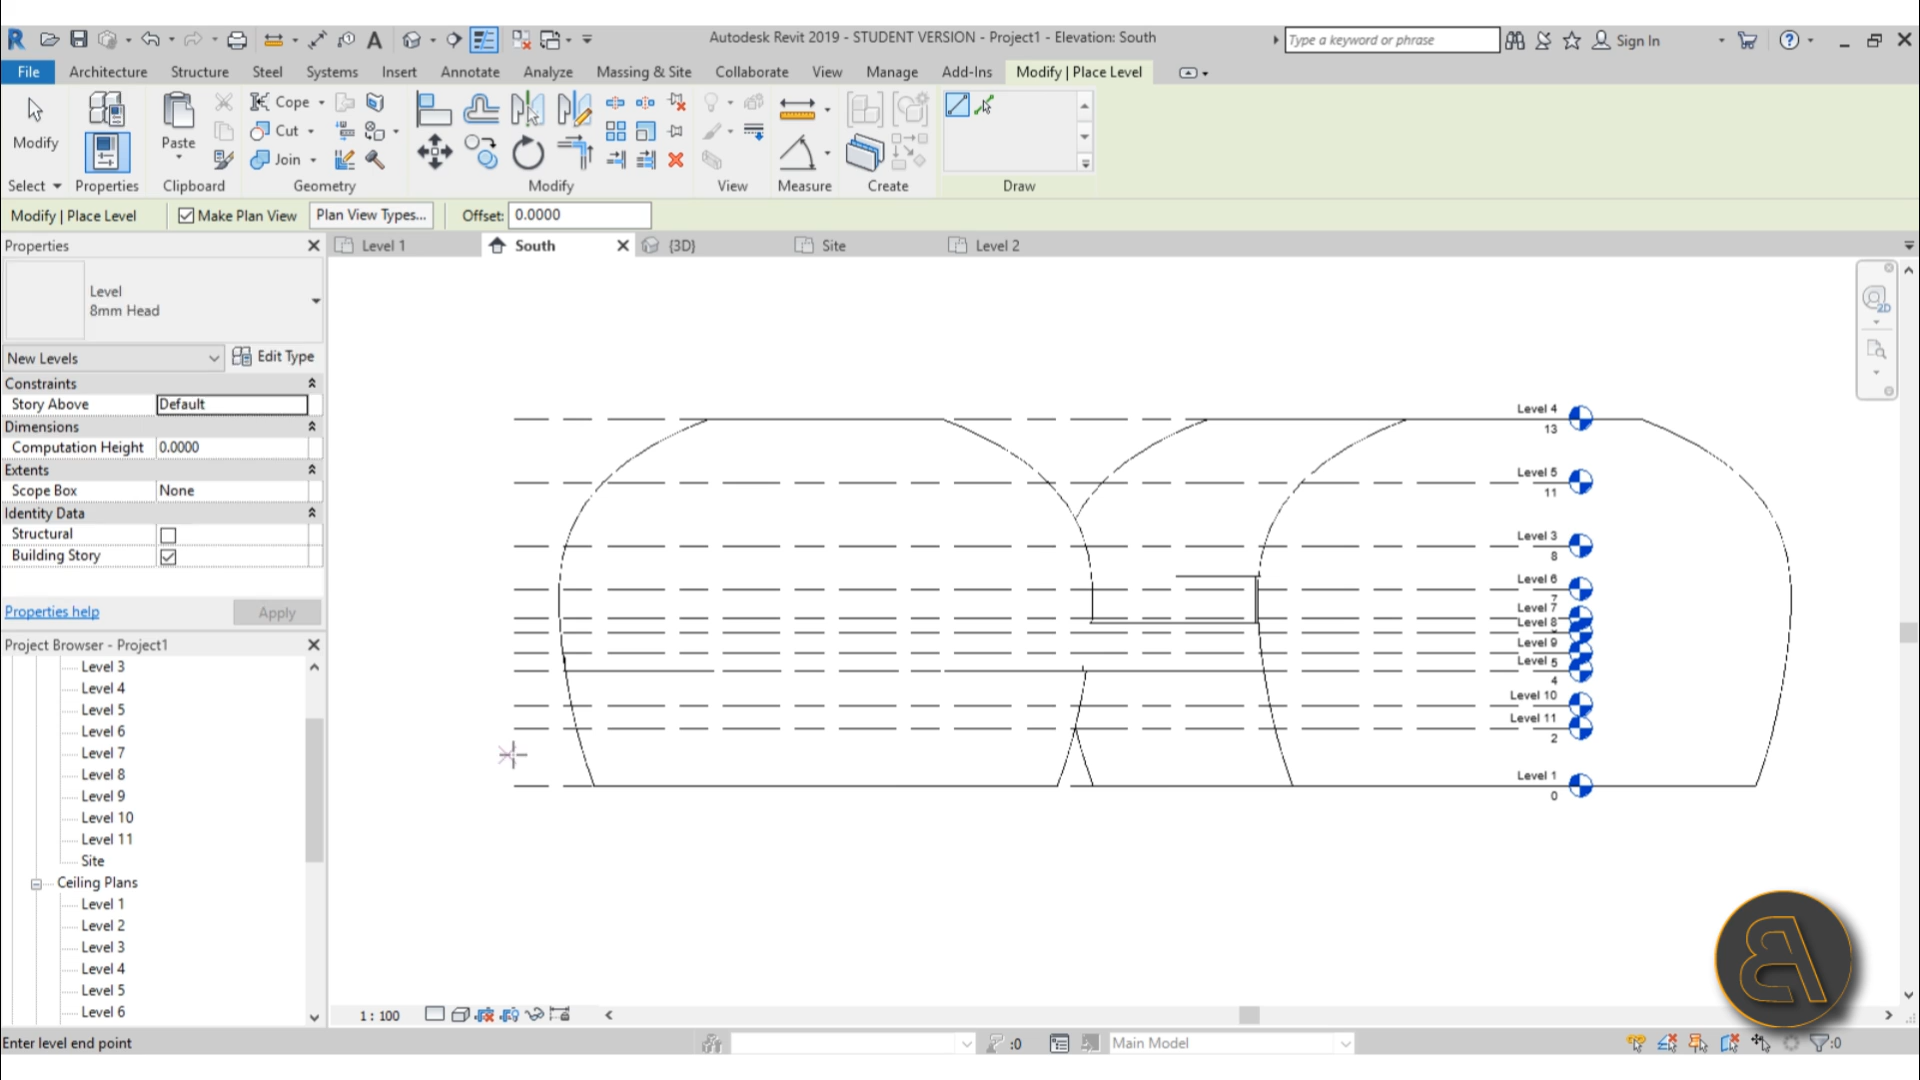 Autodesk Revit 2019 - STUDENT VERSION - Project1 - Elevation: South
Type a keyword or phrase
Sign In
File
Architecture
Structure
Steel
Systems
Insert
Annotate
Analyze
Massing & Site
Collaborate
View
Manage
Add-Ins
Modify | Place Level
Modify
Paste
Cope
Cut
Join
Select
Properties
Clipboard
Geometry
Modify
View
Measure
Create
Draw
Modify | Place Level
Make Plan View
Plan View Types...
Offset:
0.0000
Properties
Level 1
South
{3D}
Site
Level 2
Level
8mm Head
New Levels
Edit Type
Constraints
Story Above
Default
Dimensions
Computation Height
0.0000
Extents
Scope Box
None
Identity Data
Structural
Building Story
Properties help
Apply
Project Browser - Project1
Level 3
Level 4
Level 5
Level 6
Level 7
Level 8
Level 9
Level 10
Level 11
Site
Ceiling Plans
Level 1
Level 2
Level 3
Level 4
Level 5
Level 6
2D
Level 4
13
Level 5
11
Level 3
8
Level 6
7
Level 7
Level 8
Level 9
Level 5
4
Level 10
Level 11
2
Level 1
0
1 : 100
Enter level end point
:0
Main Model
:0